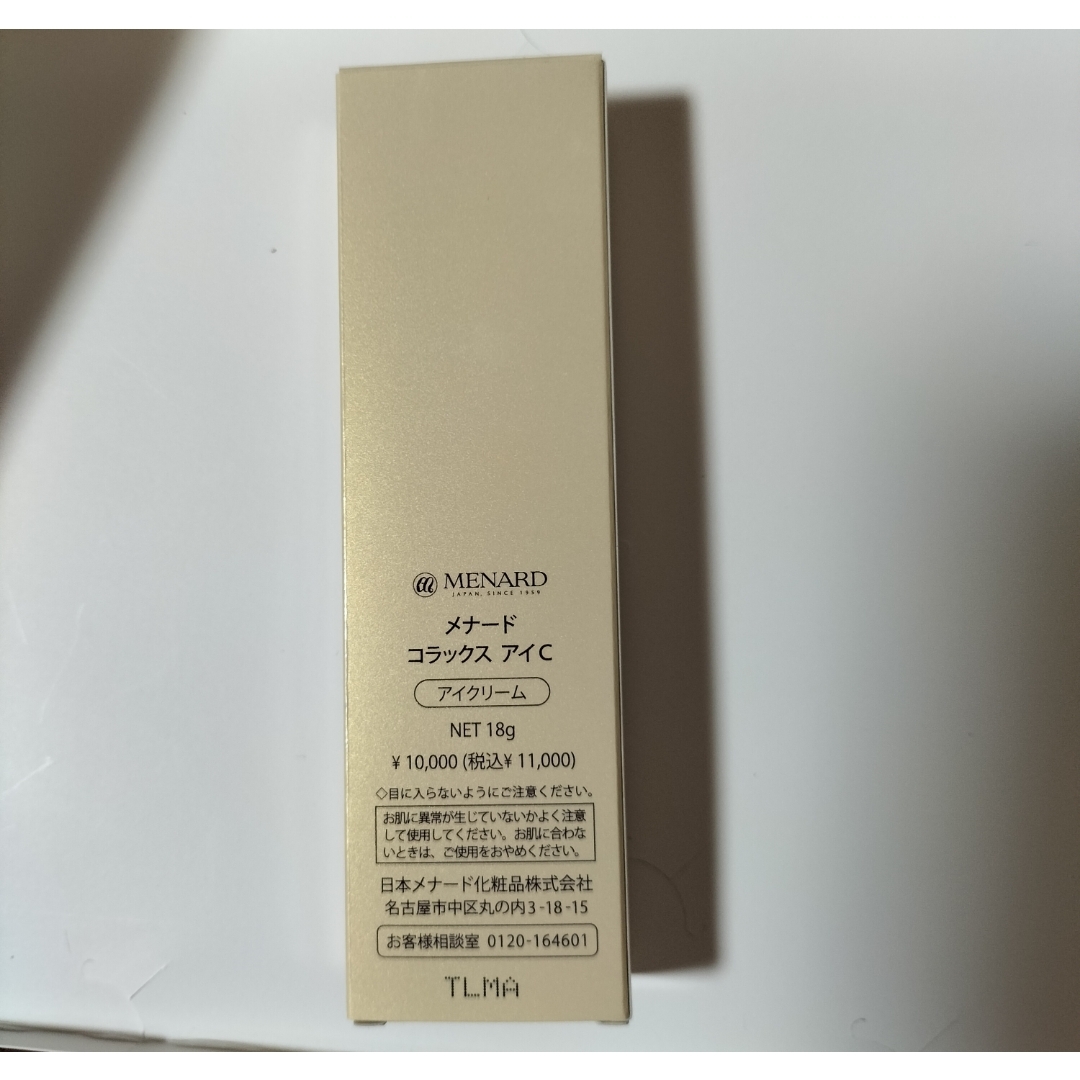 MENARD
JAPAN, SINCE 1959
メナード
コラックス アイC
アイクリーム
NET 18g
¥ 10,000 (税込¥ 11,000)
◇目に入らないようにご注意ください。
お肌に異常が生じていないかよく注意
して使用してください。お肌に合わな
いときは、ご使用をおやめください。
日本メナード化粧品株式会社
名古屋市中区丸の内3-18-15
お客様相談室 0120-164601
TLMA